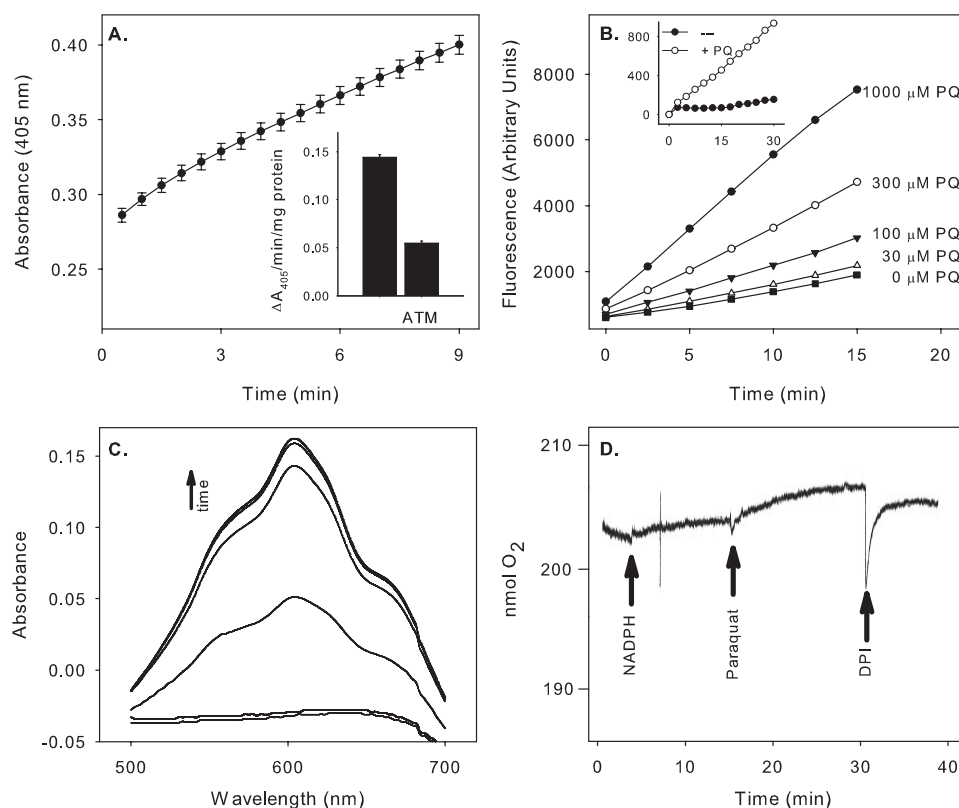 A.
0.40
0.35
0.30
0.25
Absorbance (405 nm)
0.15
0.10
0.05
0.00
ΔA405/min/mg protein
ATM
0 3 6 9
Time (min)
B.
8000
6000
4000
2000
Fluorescence (Arbitrary Units)
800
400
0
--
+ PQ
0 10 20 30
1000 μM PQ
300 μM PQ
100 μM PQ
30 μM PQ
0 μM PQ
0 5 10 15 20
Time (min)
C.
0.15
0.10
0.05
0.00
-0.05
Absorbance
time
500 600 700
Wavelength (nm)
D.
210
200
190
nmol O2
NADPH
Paraquat
DPI
0 10 20 30 40
Time (min)